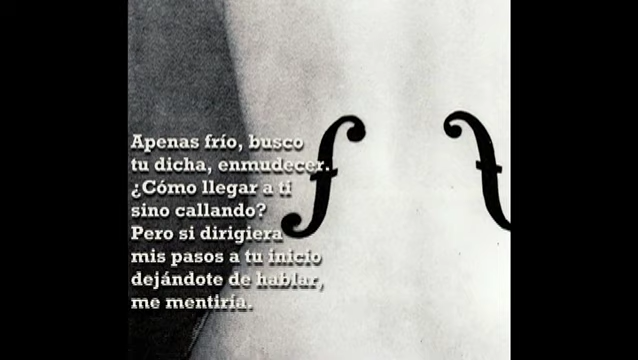 Apenas frío, busco
tu dicha, enmudecer.
¿Cómo llegar a ti
sino callando?
Pero si dirigiera
mis pasos a tu inicio
dejándote de hablar,
me mentiría.